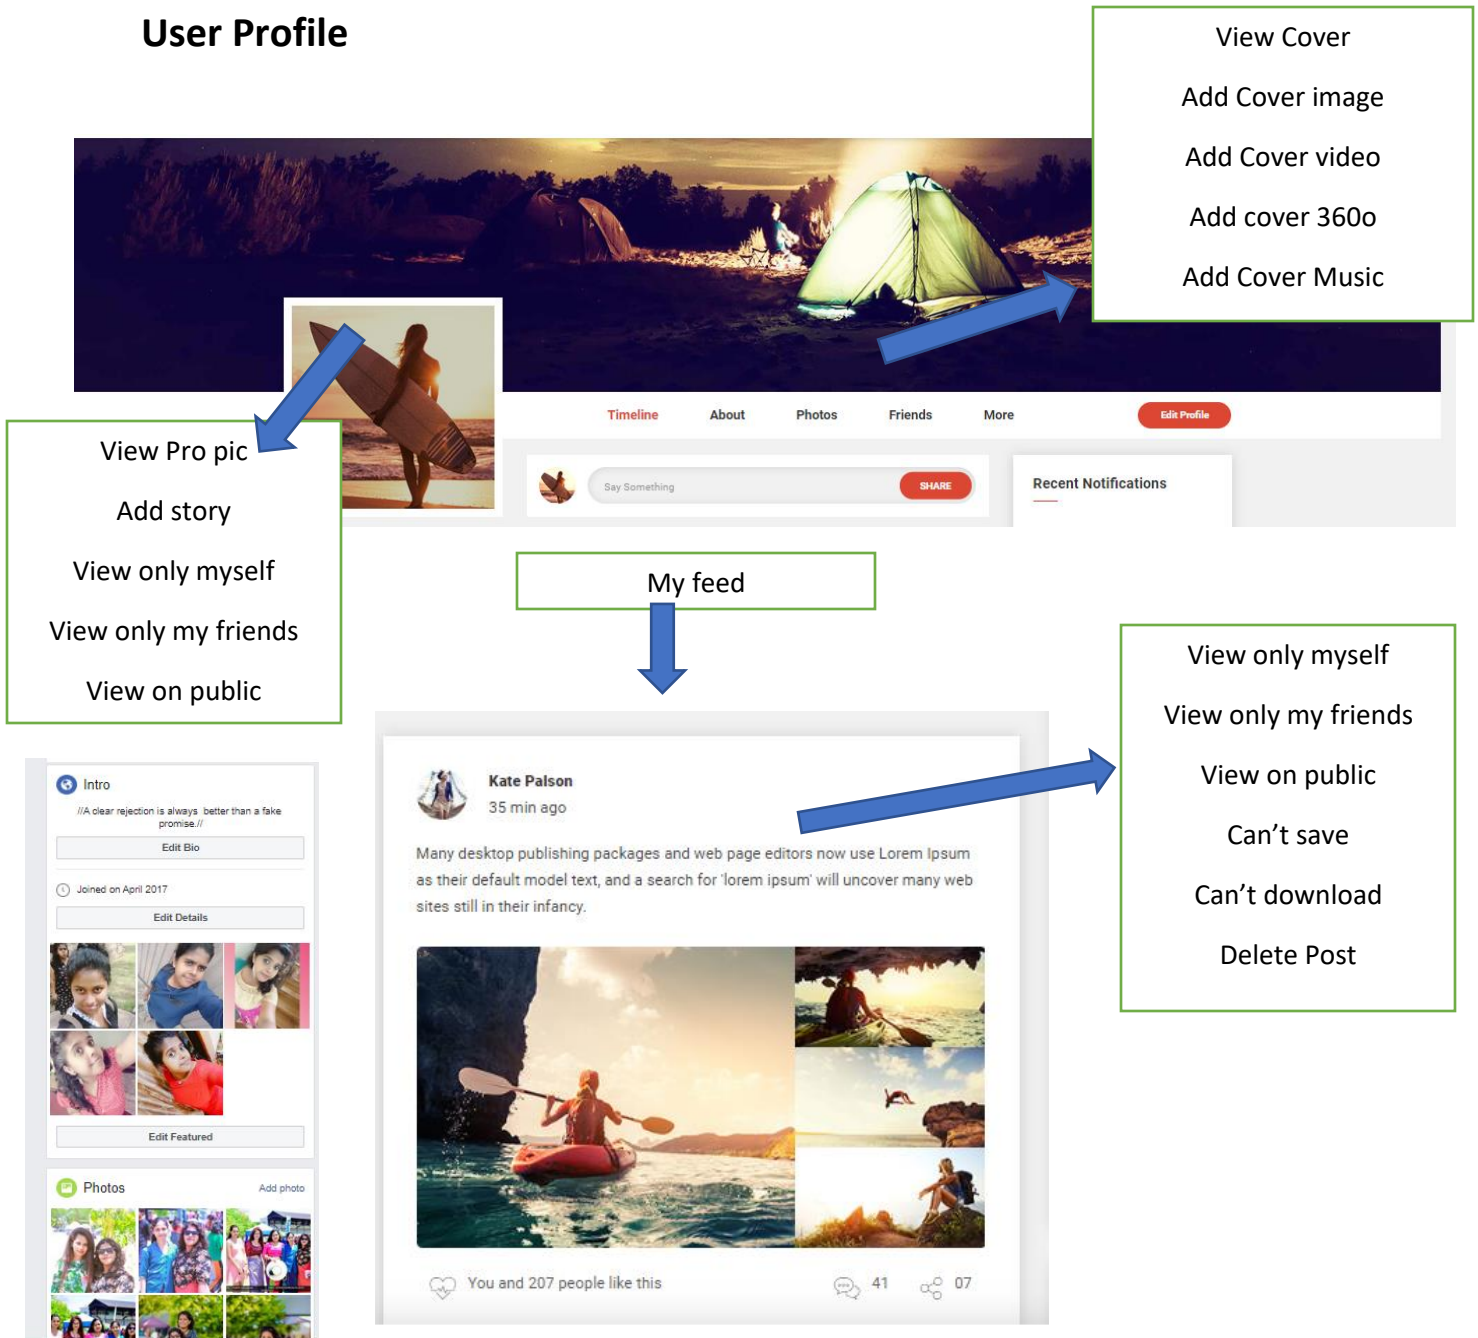 User Profile
View Cover
Add Cover image
Add Cover video
Add cover 360o
Add Cover Music
Timeline
About
Photos
Friends
More
Edit Profile
Say Something
SHARE
Recent Notifications
View Pro pic
Add story
View only myself
View only my friends
View on public
My feed
View only myself
View only my friends
View on public
Can't save
Can't download
Delete Post
Intro
//A clear rejection is always better than a fake
promise.//
Edit Bio
Joined on April 2017
Edit Details
Edit Featured
Photos
Add photo
Kate Palson
35 min ago
Many desktop publishing packages and web page editors now use Lorem Ipsum
as their default model text, and a search for 'lorem ipsum' will uncover many web
sites still in their infancy.
You and 207 people like this
41
07